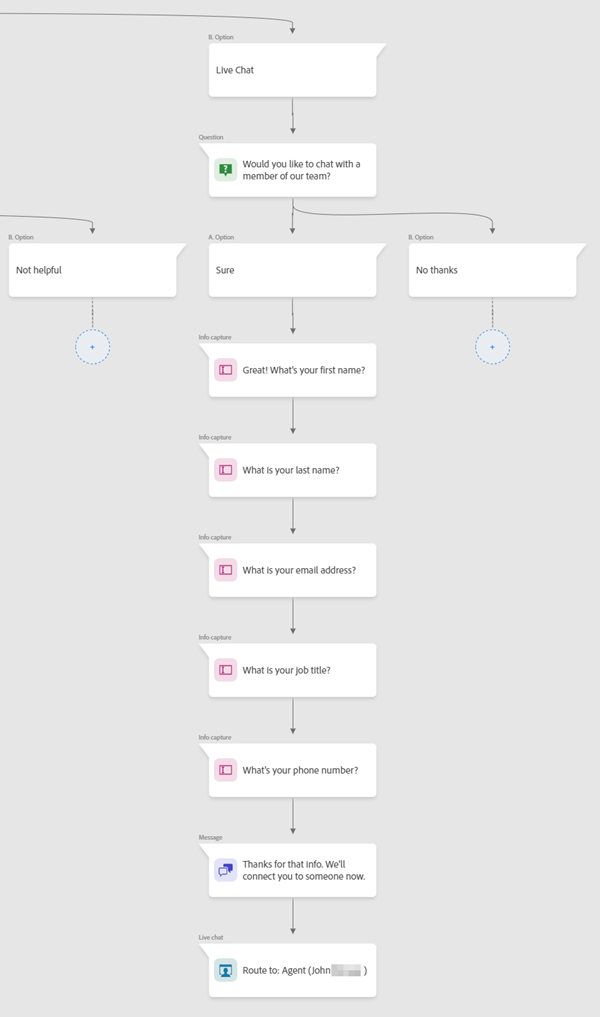 B. Option
Live Chat
Question
Would you like to chat with a
member of our team?
B. Option
Not helpful
A. Option
Sure
B. Option
No thanks
Info capture
Great! What's your first name?
Info capture
What is your last name?
Info capture
What is your email address?
Info capture
What is your job title?
Info capture
What's your phone number?
Message
Thanks for that info. We'll
connect you to someone now.
Live chat
Route to: Agent (John )